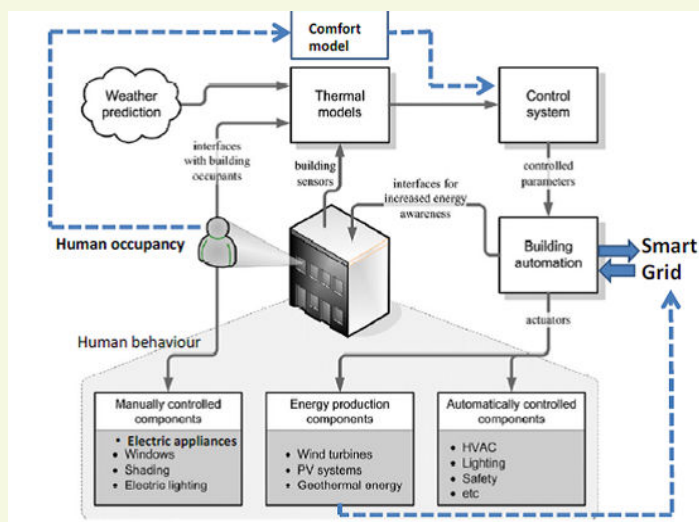 Comfort
model
Weather
prediction
Thermal
models
Control
system
interfaces
with building
occupants
building
sensors
interfaces for
increased energy
awareness
controlled
parameters
Human occupancy
Building
automation
Smart
Grid
actuators
Human behaviour
Manually controlled
components
• Electric appliances
• Windows
• Shading
• Electric lighting
Energy production
components
• Wind turbines
• PV systems
• Geothermal energy
Automatically controlled
components
• HVAC
• Lighting
• Safety
• etc